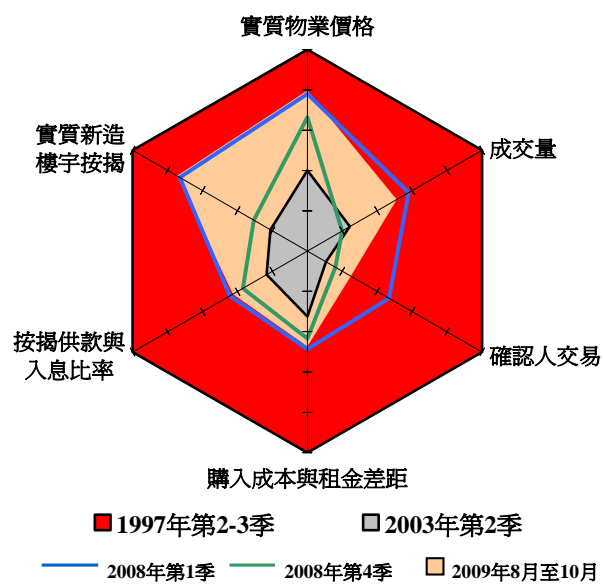 實質物業價格
實質新造
樓宇按揭
成交量
按揭供款與
入息比率
確認人交易
購入成本與租金差距
1997年第2-3季
2003年第2季
2008年第1季
2008年第4季
2009年8月至10月